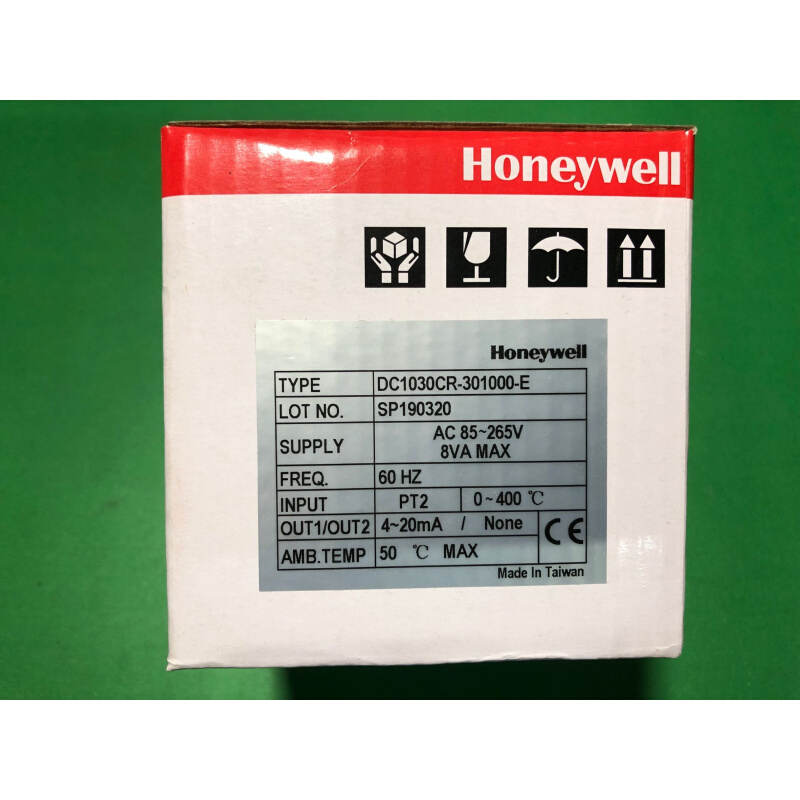 Honeywell
Honeywell
TYPE DC1030CR-301000-E
LOT NO. SP190320
SUPPLY AC 85~265V
8VA MAX
FREQ. 60 HZ
INPUT PT2 0~400 ℃
OUT1/OUT2 4~20mA / None
CE
AMB.TEMP 50 ℃ MAX
Made In Taiwan